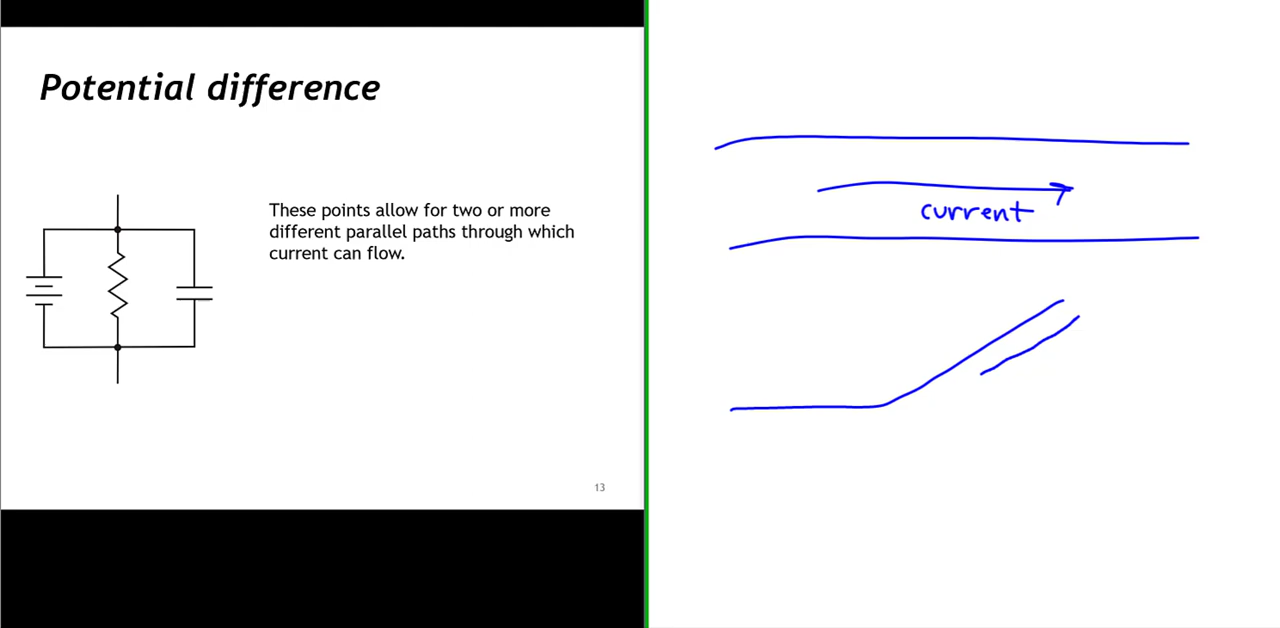 Potential difference
These points allow for two or more
different parallel paths through which
current can flow.
13
current